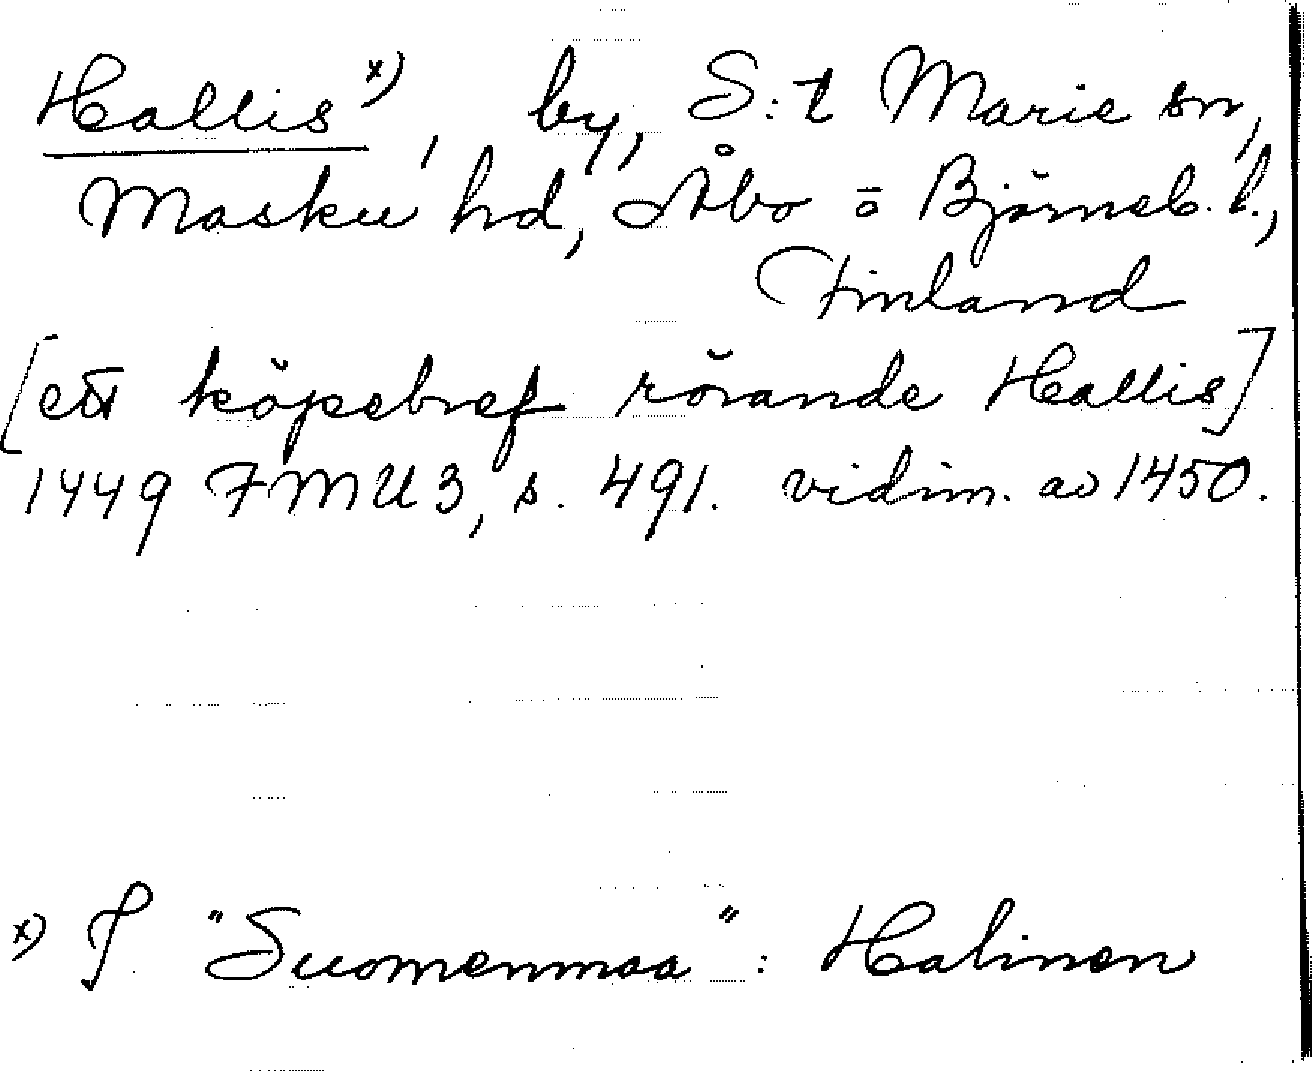 Hallis x), by, S:t Marie sn,
Masku hd, Åbo o Björneb. l.,
Finland
[ett köpebref rörande Hallis]
1449 FMU 3, s. 491. vidim. av 1450.
x) I "Suomenmaa": Halinen